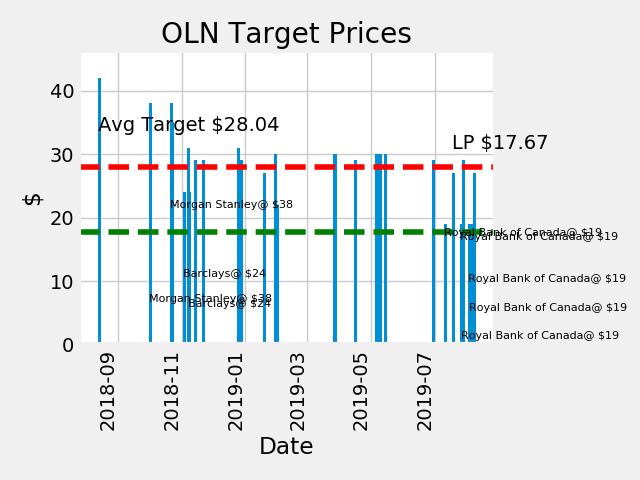 OLN Target Prices
Avg Target $28.04
LP $17.67
Morgan Stanley@ $38
Royal Bank of Canada@ $19
Royal Bank of Canada@ $19
Barclays@ $24
Royal Bank of Canada@ $19
Morgan Stanley@ $38
Barclays@ $24
Royal Bank of Canada@ $19
Royal Bank of Canada@ $19
$
40
30
20
10
0
2018-09
2018-11
2019-01
2019-03
2019-05
2019-07
Date